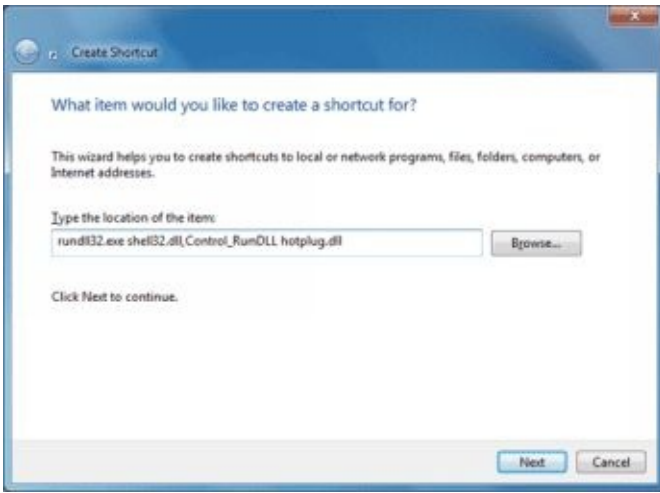 Create Shortcut
What item would you like to create a shortcut for?
This wizard helps you to create shortcuts to local or network programs, files, folders, computers, or
Internet addresses.
Type the location of the item:
rundll32.exe shell32.dll,Control_RunDLL hotplug.dll
Browse...
Click Next to continue.
Next
Cancel